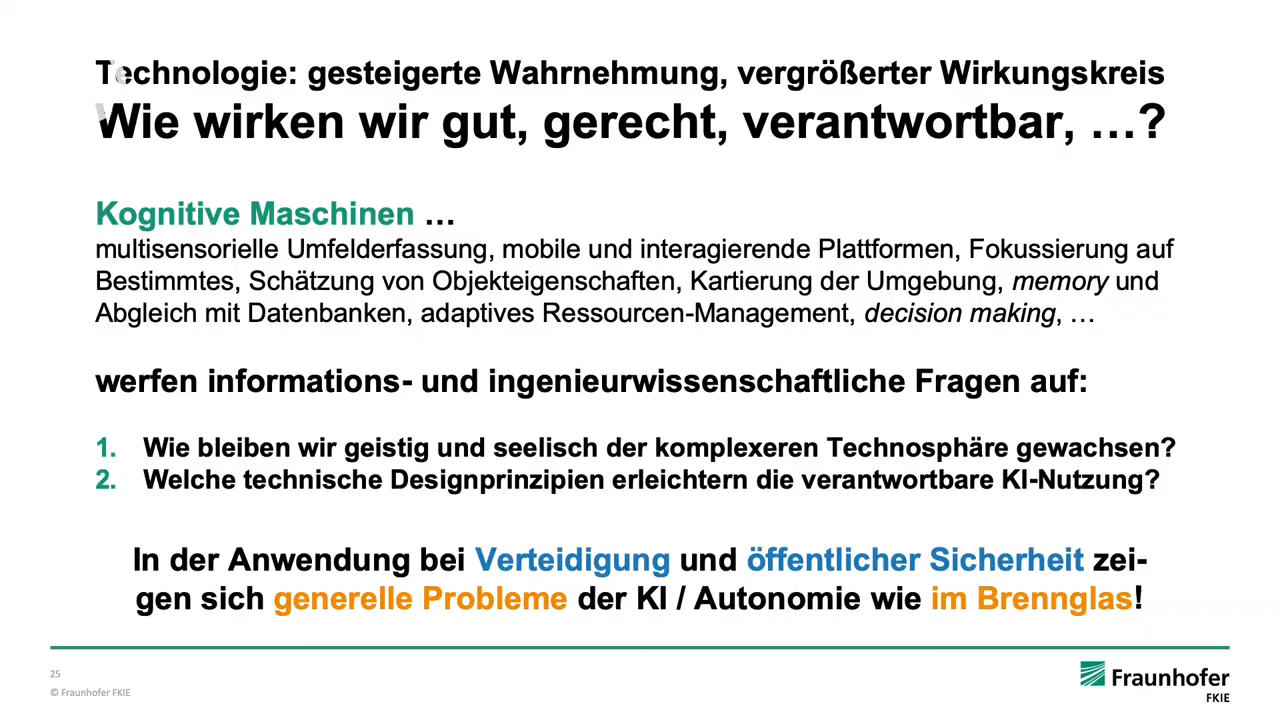 Technologie: gesteigerte Wahrnehmung, vergrößerter Wirkungskreis
Wie wirken wir gut, gerecht, verantwortbar, …?
Kognitive Maschinen …
multisensorielle Umfelderfassung, mobile und interagierende Plattformen, Fokussierung auf
Bestimmtes, Schätzung von Objekteigenschaften, Kartierung der Umgebung, memory und
Abgleich mit Datenbanken, adaptives Ressourcen-Management, decision making, …
werfen informations- und ingenieurwissenschaftliche Fragen auf:
1. Wie bleiben wir geistig und seelisch der komplexeren Technosphäre gewachsen?
2. Welche technische Designprinzipien erleichtern die verantwortbare KI-Nutzung?
In der Anwendung bei Verteidigung und öffentlicher Sicherheit zei-
gen sich generelle Probleme der KI / Autonomie wie im Brennglas!
25
© Fraunhofer FKIE
Fraunhofer
FKIE